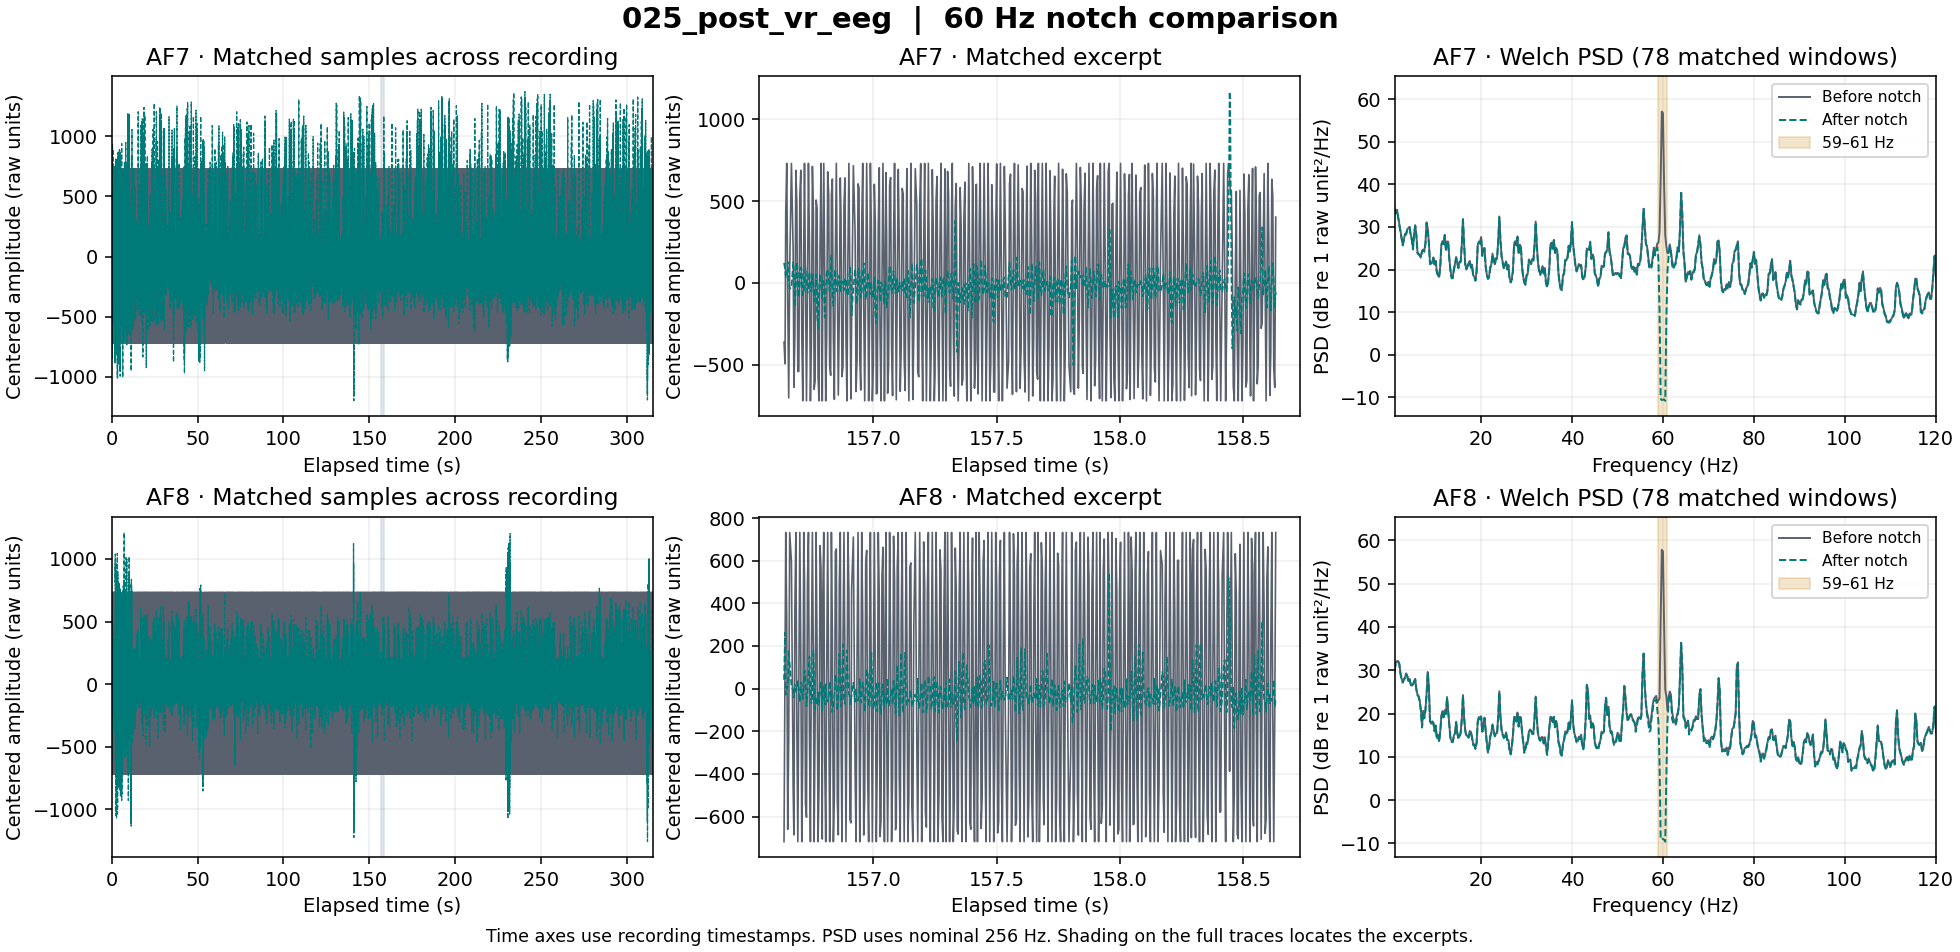 025_post_vr_eeg  |  60 Hz notch comparison
AF7 · Matched samples across recording
Centered amplitude (raw units)
1000
500
0
−500
−1000
0 50 100 150 200 250 300
Elapsed time (s)
AF7 · Matched excerpt
Centered amplitude (raw units)
1000
500
0
−500
157.0 157.5 158.0 158.5
Elapsed time (s)
AF7 · Welch PSD (78 matched windows)
PSD (dB re 1 raw unit²/Hz)
60
50
40
30
20
10
0
−10
Before notch
After notch
59–61 Hz
20 40 60 80 100 120
Frequency (Hz)
AF8 · Matched samples across recording
Centered amplitude (raw units)
1000
500
0
−500
−1000
0 50 100 150 200 250 300
Elapsed time (s)
AF8 · Matched excerpt
Centered amplitude (raw units)
800
600
400
200
0
−200
−400
−600
157.0 157.5 158.0 158.5
Elapsed time (s)
AF8 · Welch PSD (78 matched windows)
PSD (dB re 1 raw unit²/Hz)
60
50
40
30
20
10
0
−10
Before notch
After notch
59–61 Hz
20 40 60 80 100 120
Frequency (Hz)
Time axes use recording timestamps. PSD uses nominal 256 Hz. Shading on the full traces locates the excerpts.